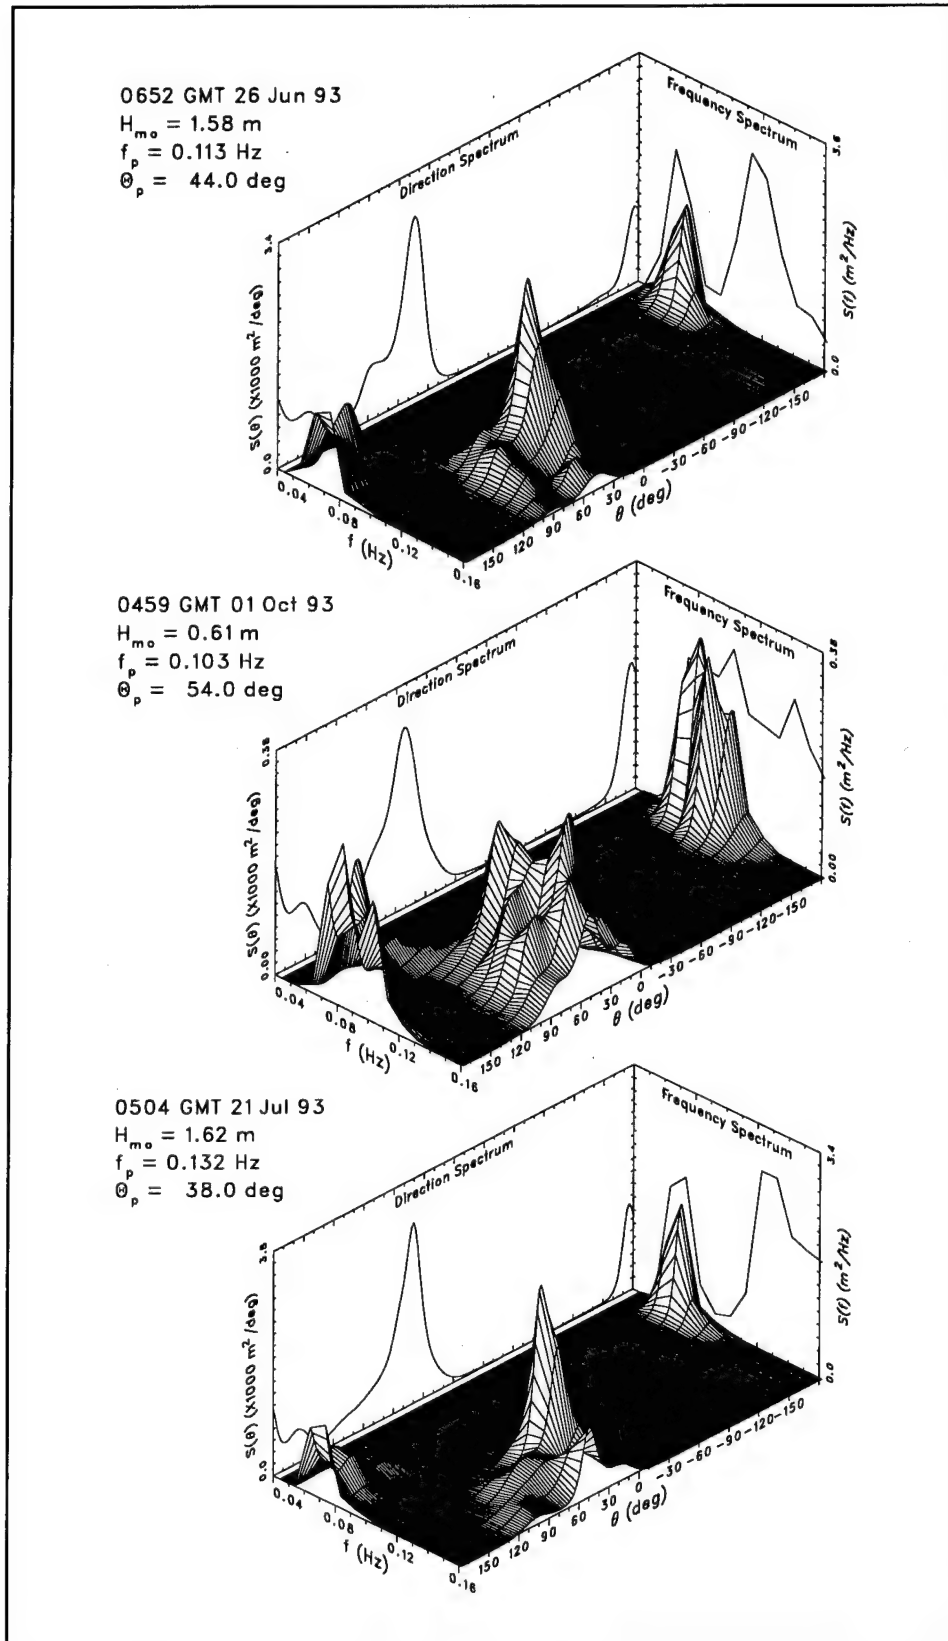 0652 GMT 26 Jun 93
H_mo = 1.58 m
f_p = 0.113 Hz
Θ_p = 44.0 deg
Direction Spectrum
Frequency Spectrum
3.4
S(θ) (X1000 m²/deg)
0.0
3.6
S(f) (m²/Hz)
0.0
0.04
0.08
0.12
0.16
f (Hz)
150 120 90 60 30 0 -30 -60 -90 -120 -150
θ (deg)
0459 GMT 01 Oct 93
H_mo = 0.61 m
f_p = 0.103 Hz
Θ_p = 54.0 deg
Direction Spectrum
Frequency Spectrum
S(θ) (X1000 m²/deg)
0.00
0.38
S(f) (m²/Hz)
0.00
0.04
0.08
0.12
0.16
f (Hz)
150 120 90 60 30 0 -30 -60 -90 -120 -150
θ (deg)
0504 GMT 21 Jul 93
H_mo = 1.62 m
f_p = 0.132 Hz
Θ_p = 38.0 deg
Direction Spectrum
Frequency Spectrum
S(θ) (X1000 m²/deg)
0.0
3.4
S(f) (m²/Hz)
0.0
0.04
0.08
0.12
0.16
f (Hz)
150 120 90 60 30 0 -30 -60 -90 -120 -150
θ (deg)